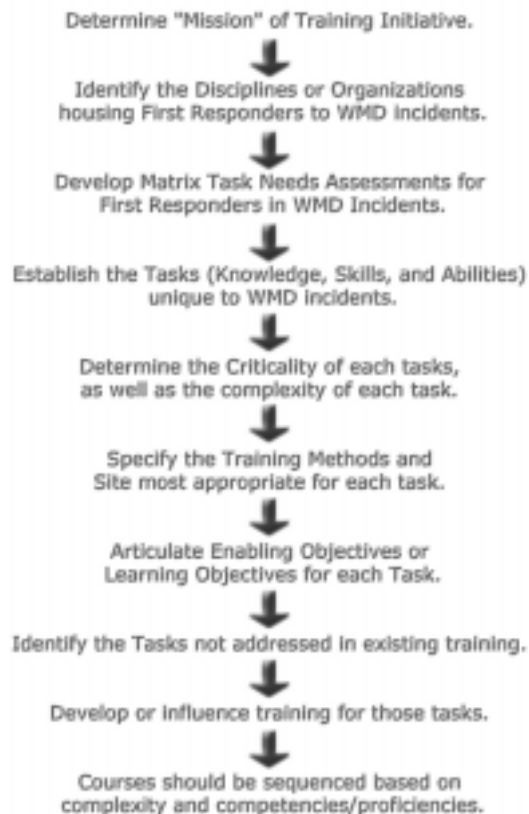 Determine "Mission" of Training Initiative.
Identify the Disciplines or Organizations
housing First Responders to WMD incidents.
Develop Matrix Task Needs Assessments for
First Responders in WMD Incidents.
Establish the Tasks (Knowledge, Skills, and Abilities)
unique to WMD incidents.
Determine the Criticality of each tasks,
as well as the complexity of each task.
Specify the Training Methods and
Site most appropriate for each task.
Articulate Enabling Objectives or
Learning Objectives for each Task.
Identify the Tasks not addressed in existing training.
Develop or influence training for those tasks.
Courses should be sequenced based on
complexity and competencies/proficiencies.